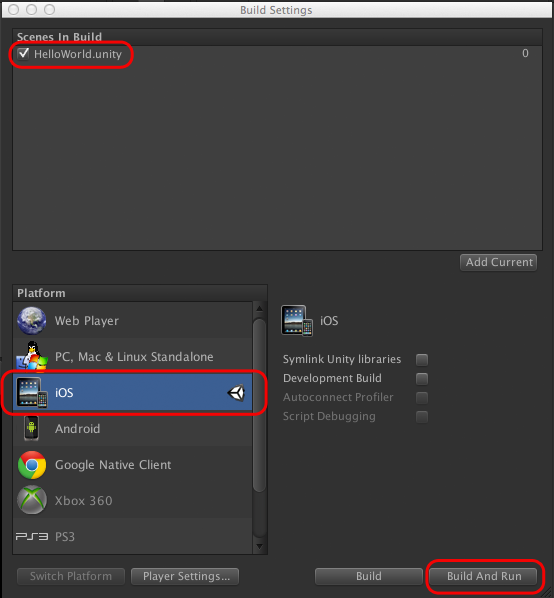 Build Settings
Scenes In Build
HelloWorld.unity 0
Add Current
Platform
Web Player
PC, Mac & Linux Standalone
iOS
Android
Google Native Client
Xbox 360
PS3 PS3
iOS
Symlink Unity libraries
Development Build
Autoconnect Profiler
Script Debugging
Switch Platform
Player Settings...
Build
Build And Run